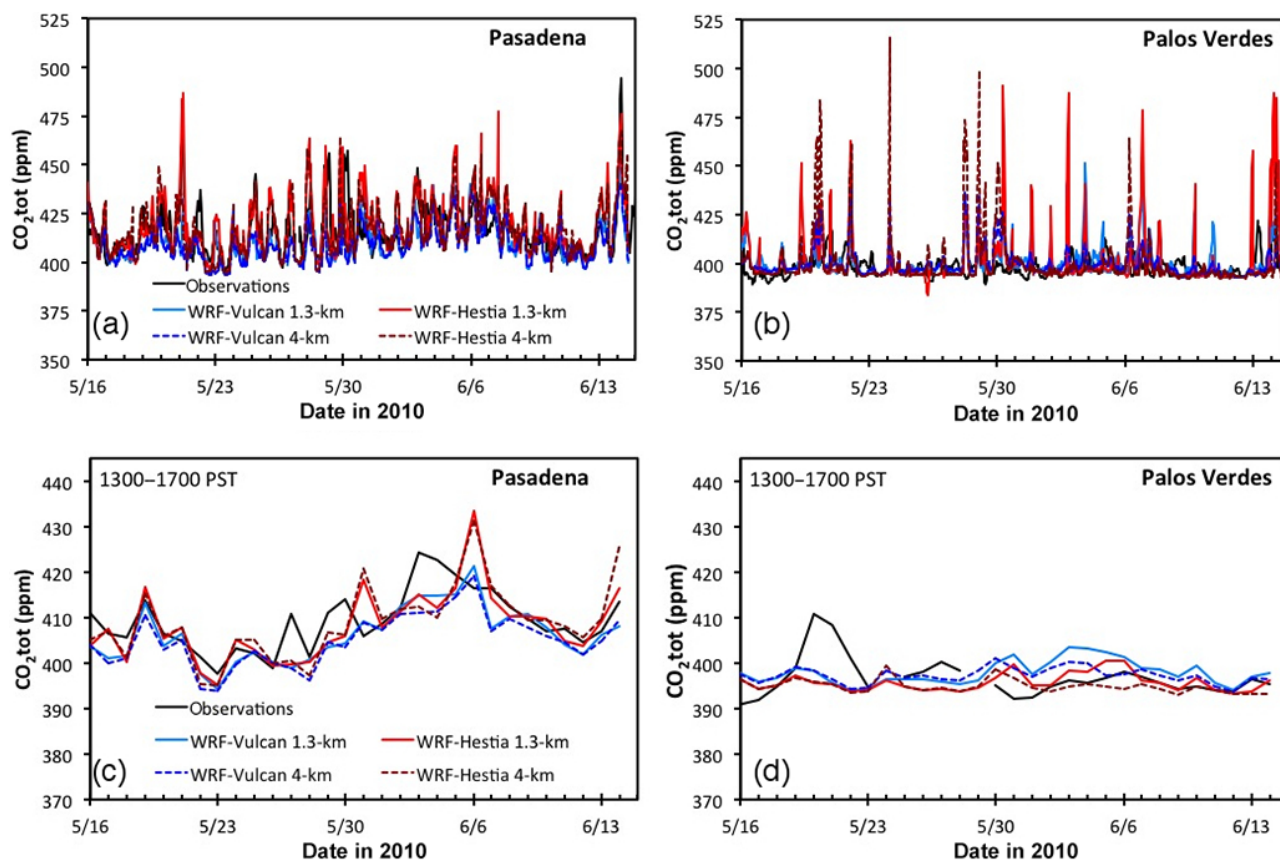 525
500
475
450
425
400
375
350
CO2tot (ppm)
Pasadena
Observations
WRF-Vulcan 1.3-km
WRF-Hestia 1.3-km
WRF-Vulcan 4-km
WRF-Hestia 4-km
(a)
5/16 5/23 5/30 6/6 6/13
Date in 2010
525
500
475
450
425
400
375
350
CO2tot (ppm)
Palos Verdes
(b)
5/16 5/23 5/30 6/6 6/13
Date in 2010
440
430
420
410
400
390
380
370
CO2tot (ppm)
1300–1700 PST
Pasadena
Observations
WRF-Vulcan 1.3-km
WRF-Hestia 1.3-km
WRF-Vulcan 4-km
WRF-Hestia 4-km
(c)
5/16 5/23 5/30 6/6 6/13
Date in 2010
440
430
420
410
400
390
380
370
CO2tot (ppm)
1300–1700 PST
Palos Verdes
(d)
5/16 5/23 5/30 6/6 6/13
Date in 2010